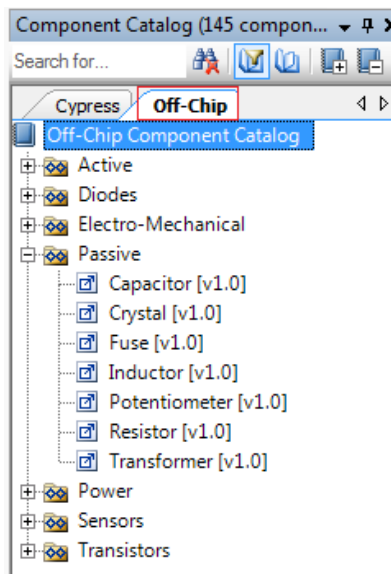 Component Catalog (145 compon...
Search for...
Cypress Off-Chip
Off-Chip Component Catalog
Active
Diodes
Electro-Mechanical
Passive
Capacitor [v1.0]
Crystal [v1.0]
Fuse [v1.0]
Inductor [v1.0]
Potentiometer [v1.0]
Resistor [v1.0]
Transformer [v1.0]
Power
Sensors
Transistors